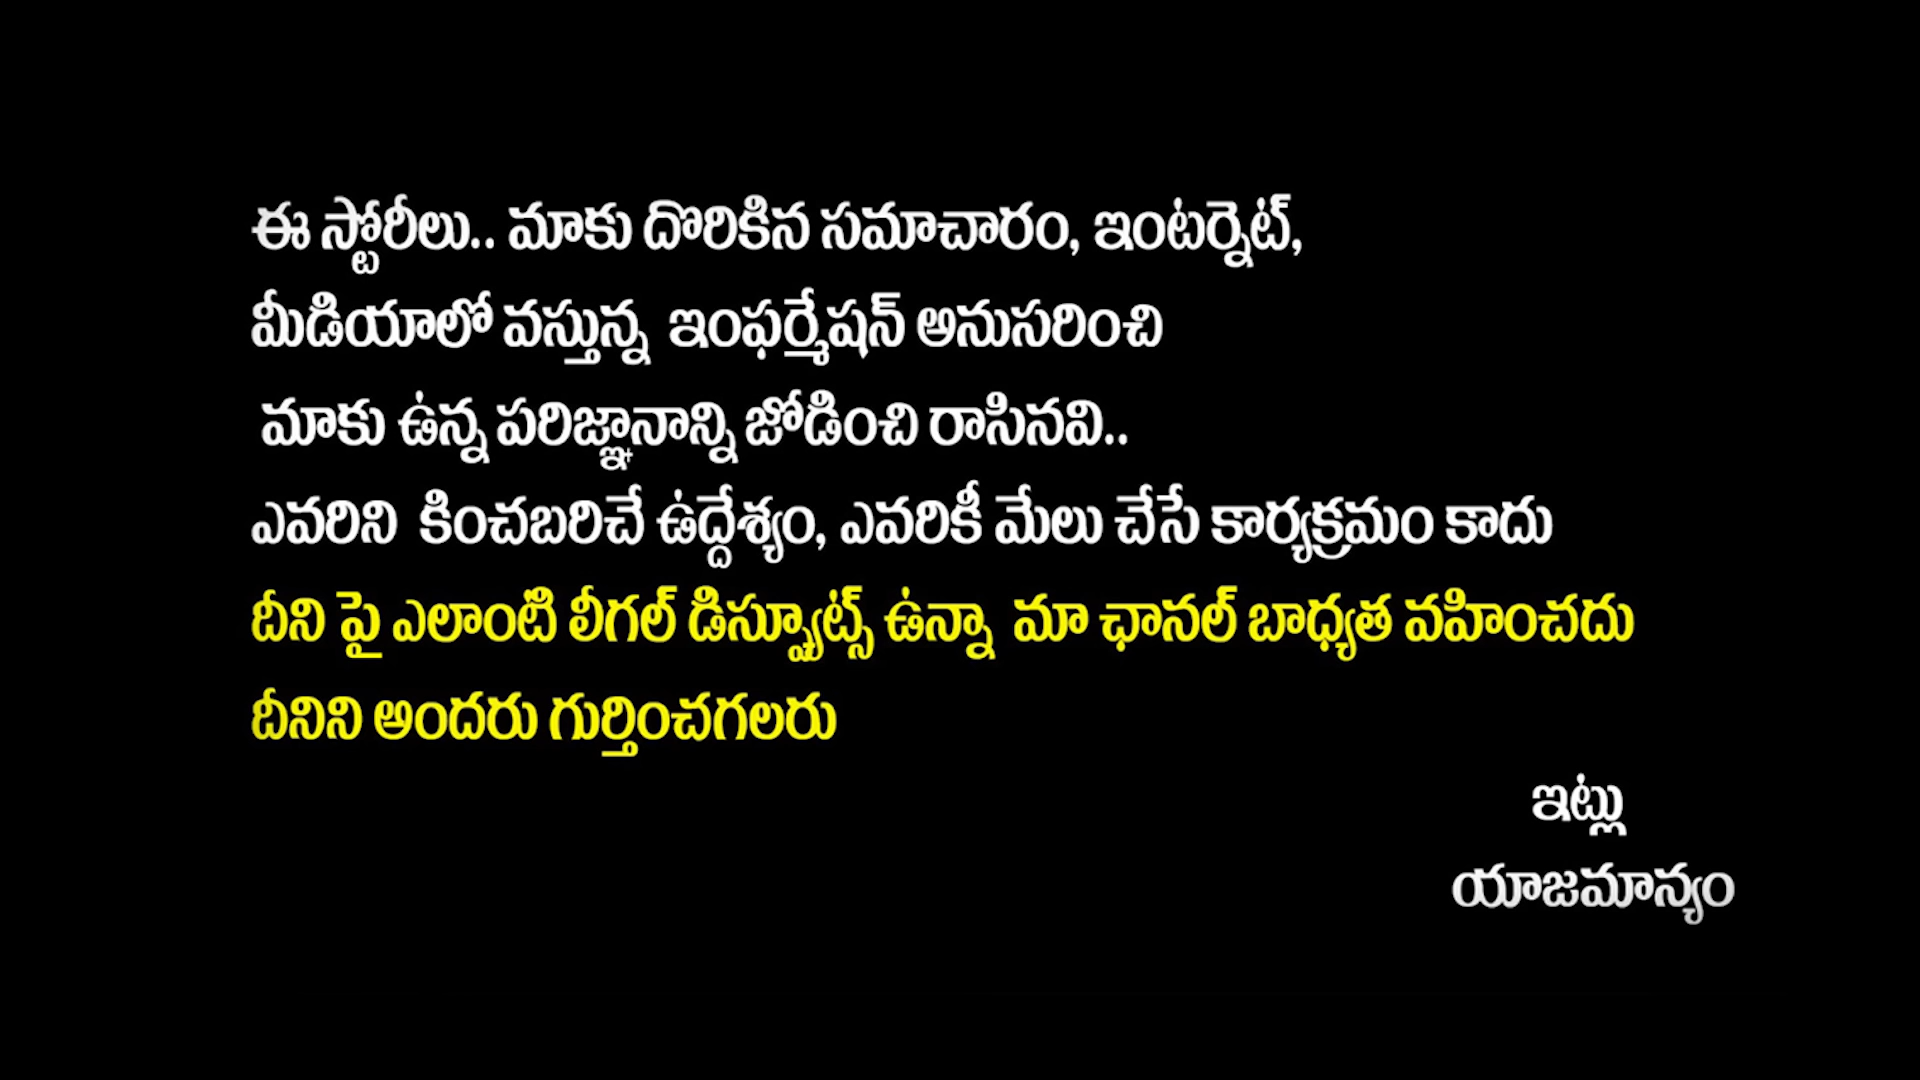 ఈ స్టోరీలు.. మాకు దొరికిన సమాచారం, ఇంటర్నెట్,
మీడియాలో వస్తున్న ఇంఫర్మేషన్ అనుసరించి
మాకు ఉన్న పరిజ్ఞానాన్ని జోడించి రాసినవి..
ఎవరిని కించబరిచే ఉద్దేశ్యం, ఎవరికీ మేలు చేసే కార్యక్రమం కాదు
దీని పై ఎలాంటి లీగల్ డిస్ప్యూట్స్ ఉన్నా మా ఛానల్ బాధ్యత వహించదు
దీనిని అందరు గుర్తించగలరు
ఇట్లు
యాజమాన్యం